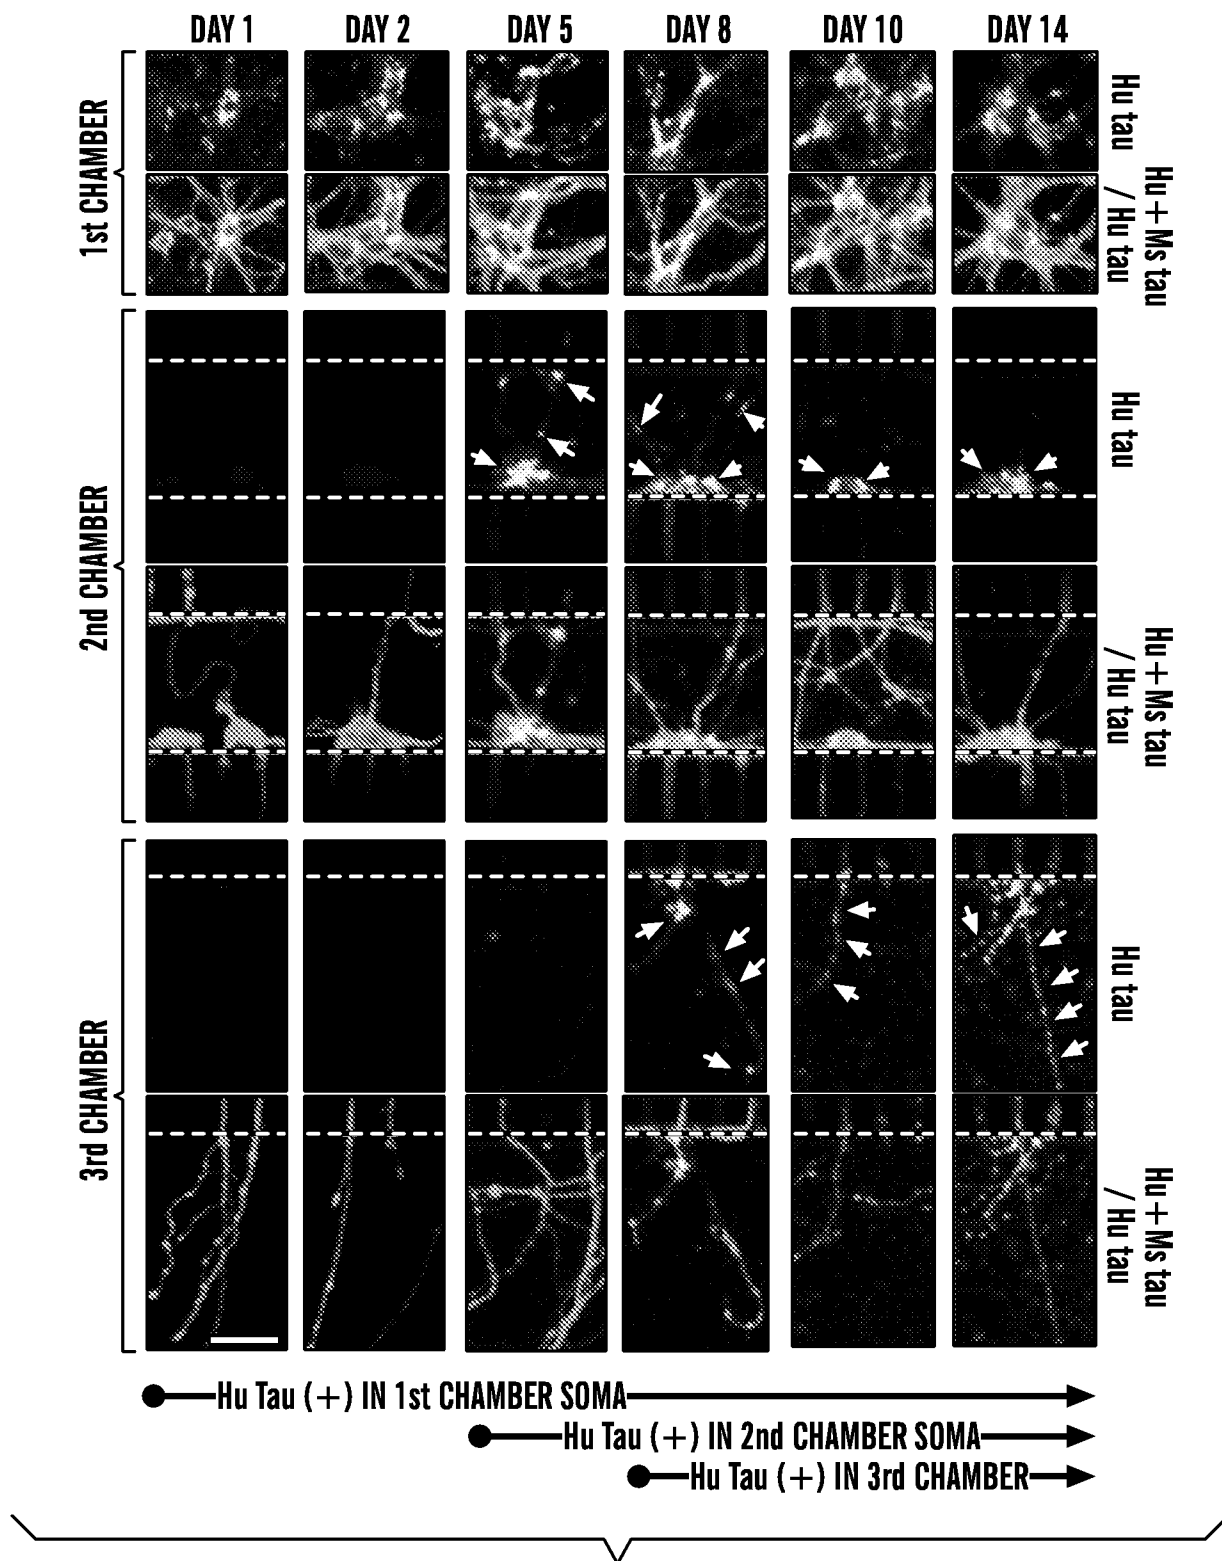 DAY 1 DAY 2 DAY 5 DAY 8 DAY 10 DAY 14
1st CHAMBER
Hu tau
Hu + Ms tau
/ Hu tau
2nd CHAMBER
Hu tau
Hu + Ms tau
/ Hu tau
3rd CHAMBER
Hu tau
Hu + Ms tau
/ Hu tau
Hu Tau (+) IN 1st CHAMBER SOMA
Hu Tau (+) IN 2nd CHAMBER SOMA
Hu Tau (+) IN 3rd CHAMBER